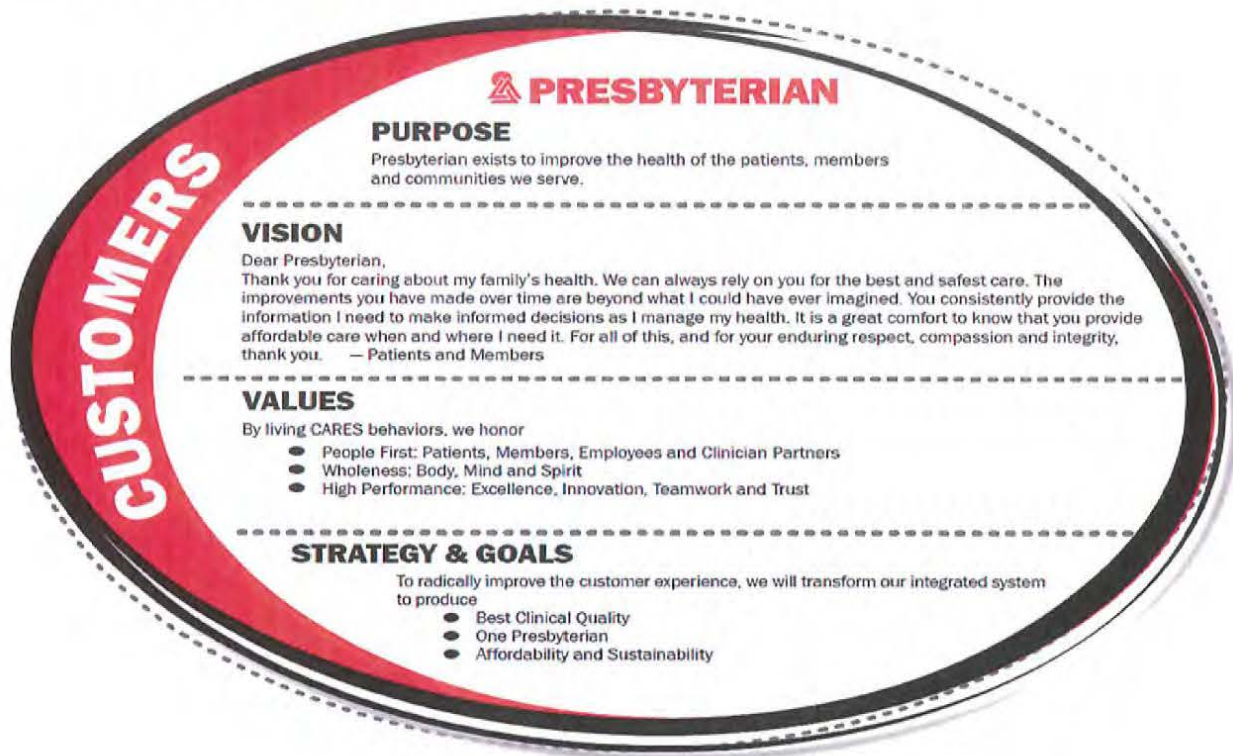 PRESBYTERIAN
PURPOSE
Presbyterian exists to improve the health of the patients, members
and communities we serve.
CUSTOMERS
VISION
Dear Presbyterian,
Thank you for caring about my family's health. We can always rely on you for the best and safest care. The
improvements you have made over time are beyond what I could have ever imagined. You consistently provide the
information I need to make informed decisions as I manage my health. It is a great comfort to know that you provide
affordable care when and where I need it. For all of this, and for your enduring respect, compassion and integrity,
thank you. — Patients and Members
VALUES
By living CARES behaviors, we honor
● People First: Patients, Members, Employees and Clinician Partners
● Wholeness: Body, Mind and Spirit
● High Performance: Excellence, Innovation, Teamwork and Trust
STRATEGY & GOALS
To radically improve the customer experience, we will transform our integrated system
to produce
● Best Clinical Quality
● One Presbyterian
● Affordability and Sustainability